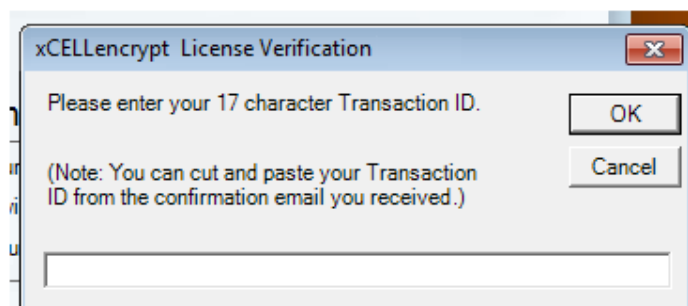 xCELLencrypt License Verification
Please enter your 17 character Transaction ID.
OK
(Note: You can cut and paste your Transaction
ID from the confirmation email you received.)
Cancel